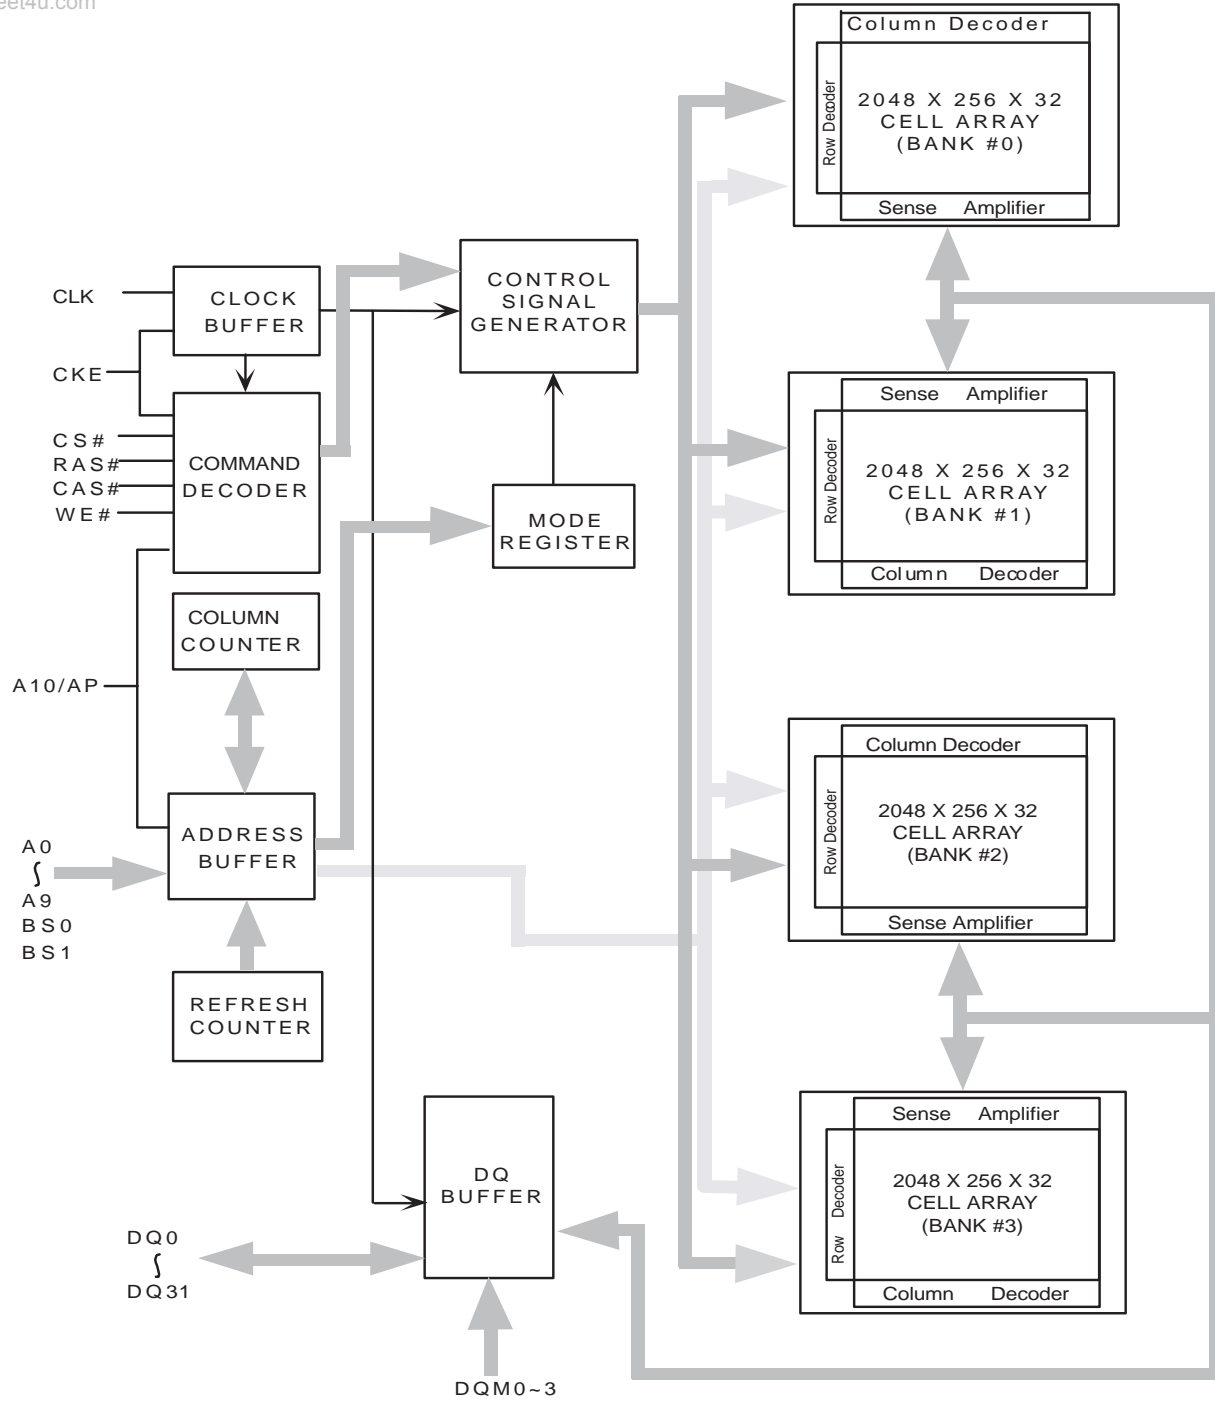 eet4u.com
Column Decoder
Row Decoder
2048 X 256 X 32
CELL ARRAY
(BANK #0)
Sense Amplifier
CLK
CLOCK
BUFFER
CONTROL
SIGNAL
GENERATOR
CKE
Sense Amplifier
Row Decoder
2048 X 256 X 32
CELL ARRAY
(BANK #1)
Column Decoder
CS#
RAS#
CAS#
WE#
COMMAND
DECODER
MODE
REGISTER
COLUMN
COUNTER
A10/AP
Column Decoder
Row Decoder
2048 X 256 X 32
CELL ARRAY
(BANK #2)
Sense Amplifier
A0
∫
A9
BS0
BS1
ADDRESS
BUFFER
REFRESH
COUNTER
Sense Amplifier
Row Decoder
2048 X 256 X 32
CELL ARRAY
(BANK #3)
Column Decoder
DQ
BUFFER
DQ0
∫
DQ31
DQM0~3